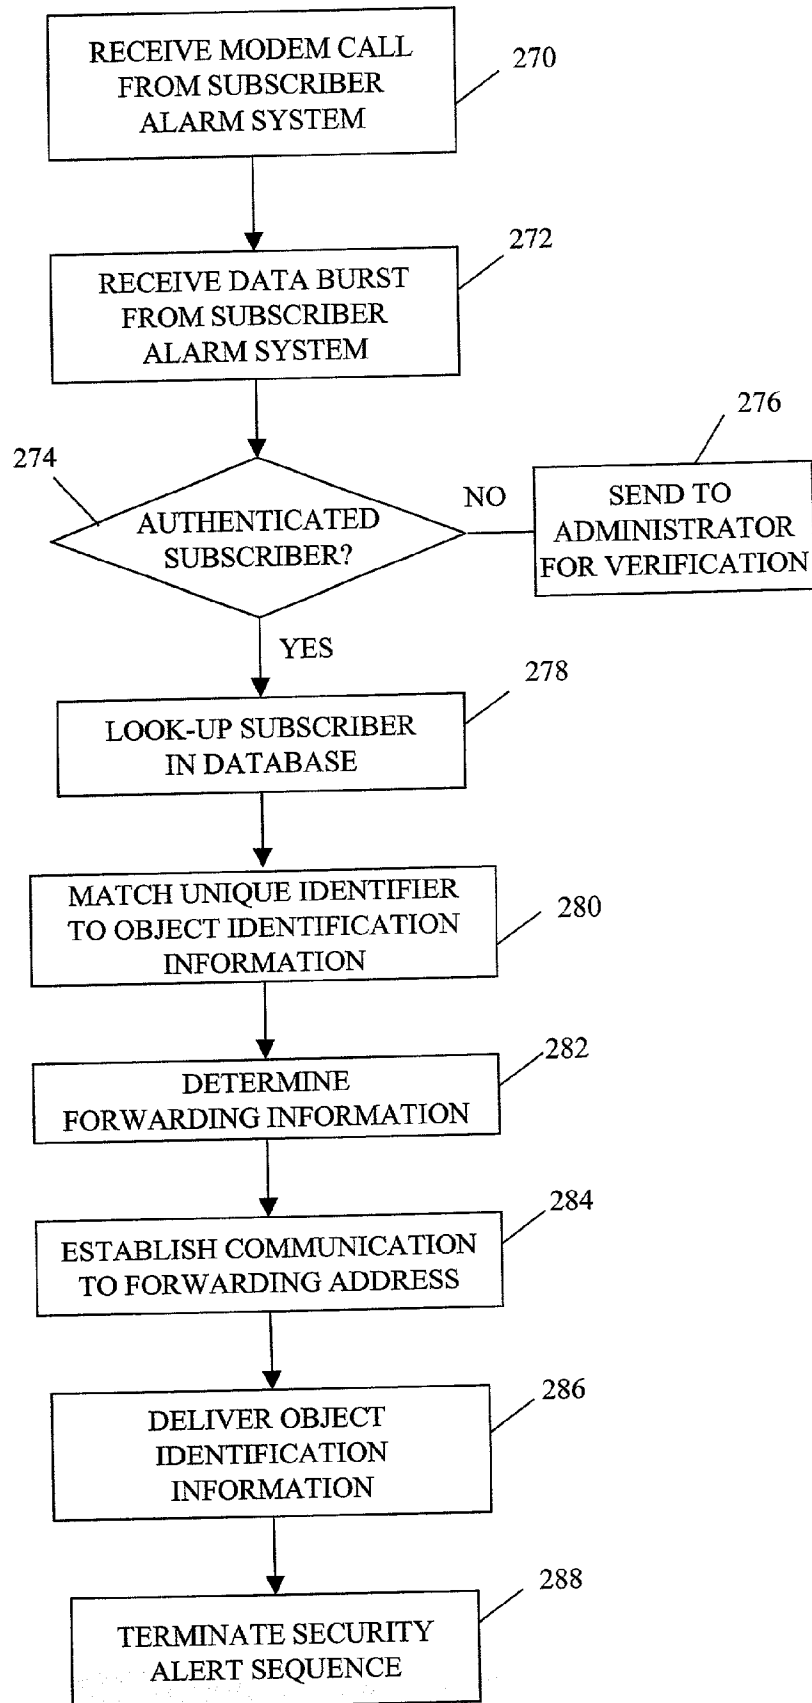 RECEIVE MODEM CALL
FROM SUBSCRIBER
ALARM SYSTEM
270
RECEIVE DATA BURST
FROM SUBSCRIBER
ALARM SYSTEM
272
274
AUTHENTICATED
SUBSCRIBER?
NO
276
SEND TO
ADMINISTRATOR
FOR VERIFICATION
YES
278
LOOK-UP SUBSCRIBER
IN DATABASE
MATCH UNIQUE IDENTIFIER
TO OBJECT IDENTIFICATION
INFORMATION
280
DETERMINE
FORWARDING INFORMATION
282
ESTABLISH COMMUNICATION
TO FORWARDING ADDRESS
284
DELIVER OBJECT
IDENTIFICATION
INFORMATION
286
TERMINATE SECURITY
ALERT SEQUENCE
288